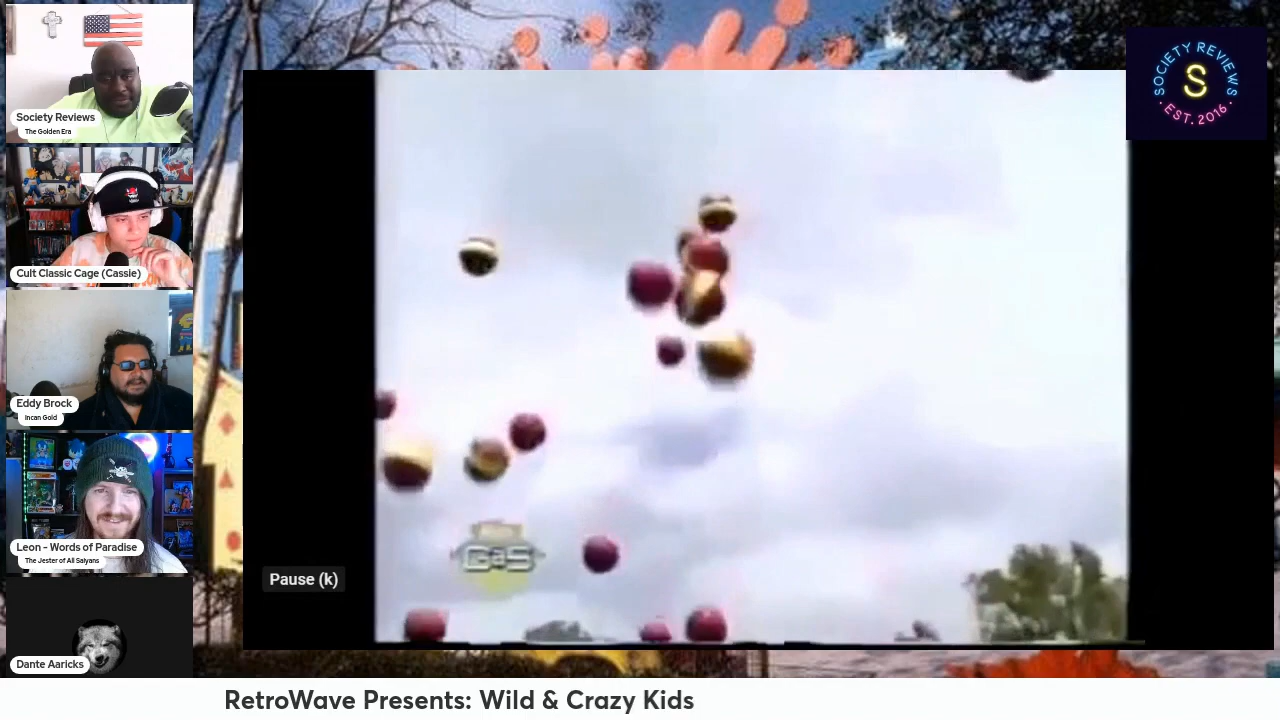 Society Reviews
The Golden Era
Cult Classic Cage (Cassie)
Eddy Brock
Incan Gold
Leon - Words of Paradise
The Jester of All Saiyans
Dante Aaricks
SOCIETY REVIEWS
S
· EST. 2016 ·
GaS
Pause (k)
RetroWave Presents: Wild & Crazy Kids